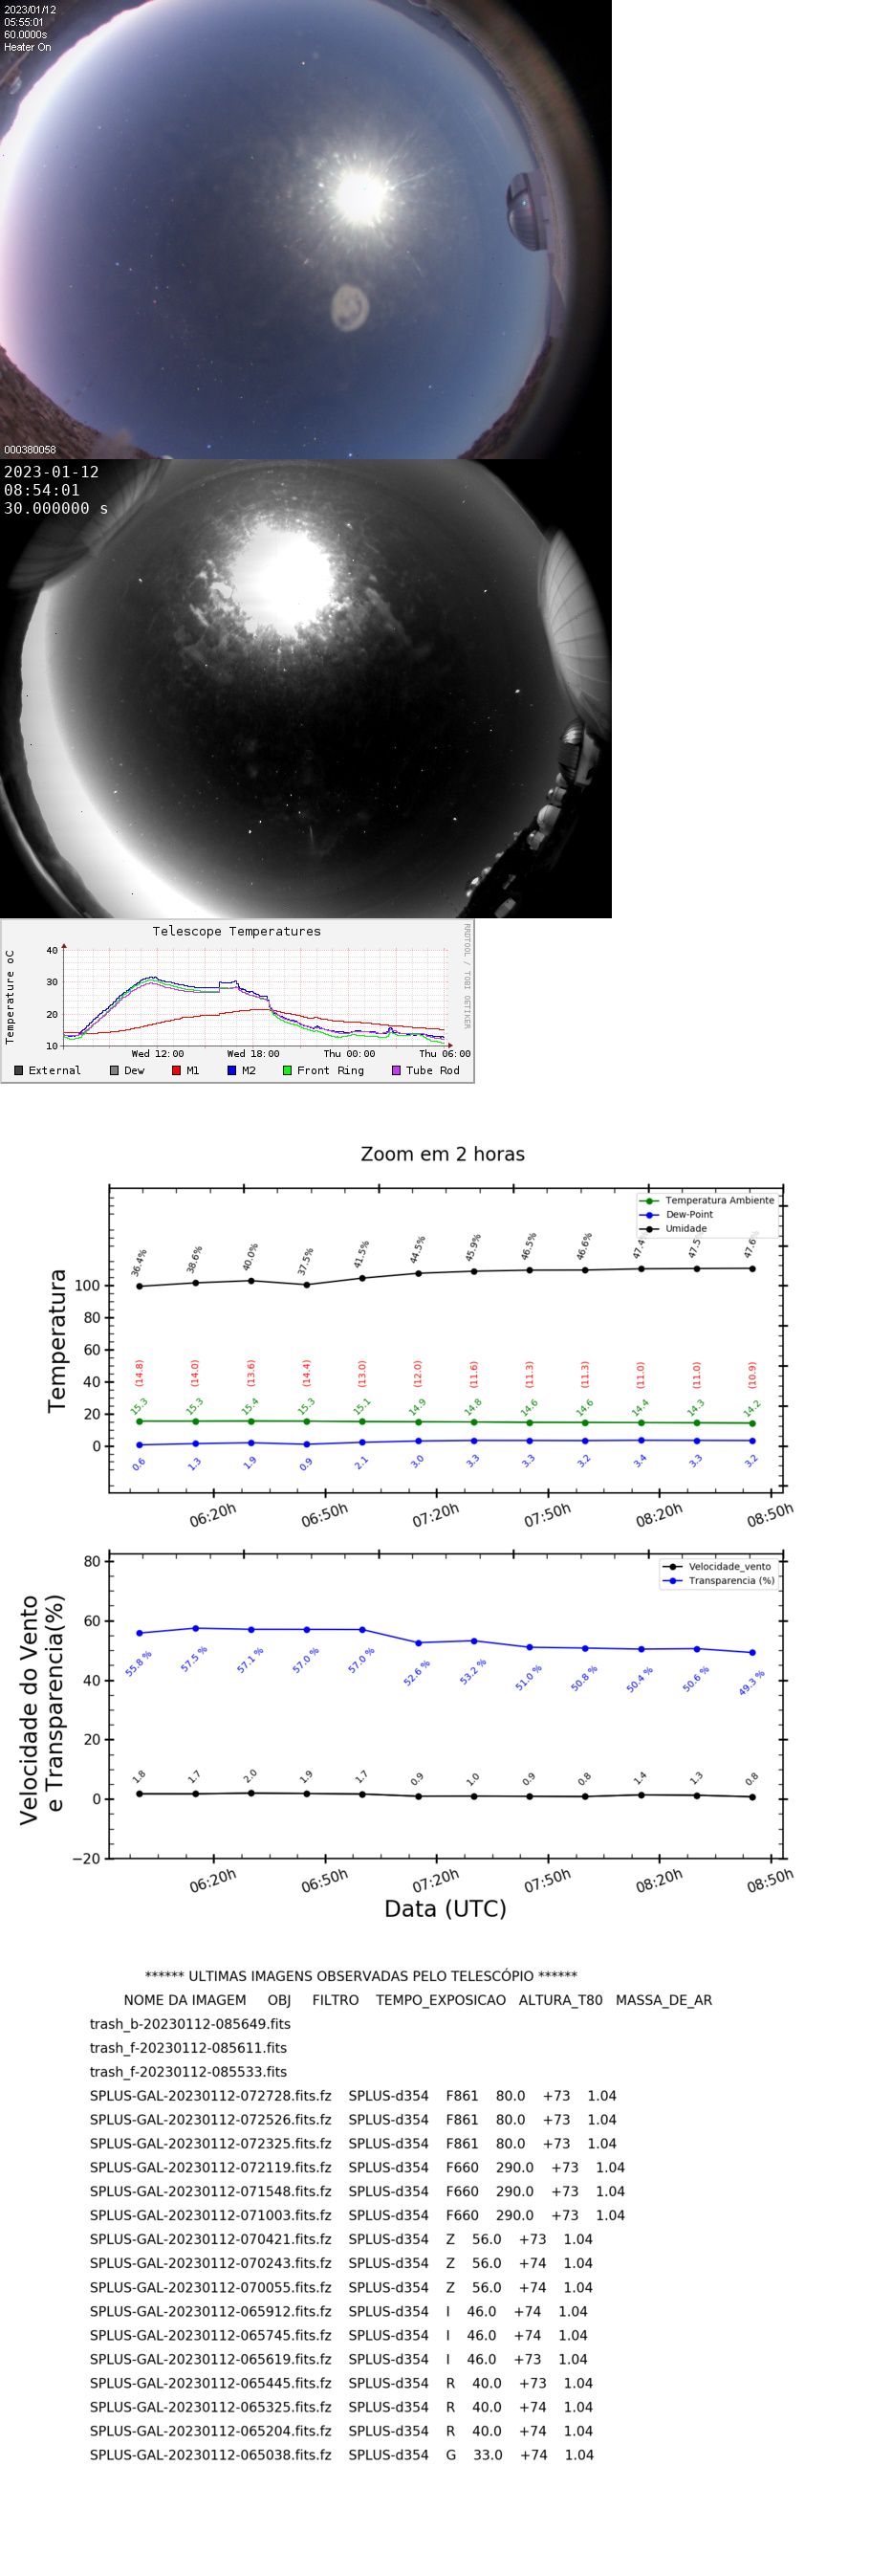 2023/01/12
05:55:01
60.0000s
Heater On
000380058
2023-01-12
08:54:01
30.000000 s
Telescope Temperatures
Temperature oC
40
30
20
10
Wed 12:00 Wed 18:00 Thu 00:00 Thu 06:00
External Dew M1 M2 Front Ring Tube Rod
RRDTOOL / TOBI OETIKER
Zoom em 2 horas
Temperatura
Temperatura Ambiente
Dew-Point
Umidade
36.4% 38.6% 40.0% 37.5% 41.5% 44.5% 45.9% 46.5% 46.6% 47.4% 47.5% 47.6%
100
80
60
40
20
0
(14.8) (14.0) (13.6) (14.4) (13.0) (12.0) (11.6) (11.3) (11.3) (11.0) (11.0) (10.9)
15.3 15.3 15.4 15.3 15.1 14.9 14.8 14.6 14.6 14.4 14.3 14.2
0.6 1.3 1.9 0.9 2.1 3.0 3.3 3.3 3.2 3.4 3.3 3.2
06:20h 06:50h 07:20h 07:50h 08:20h 08:50h
Velocidade do Vento
e Transparencia(%)
Velocidade_vento
Transparencia (%)
80
60
40
20
0
−20
55.8 % 57.5 % 57.1 % 57.0 % 57.0 % 52.6 % 53.2 % 51.0 % 50.8 % 50.4 % 50.6 % 49.3 %
1.8 1.7 2.0 1.9 1.7 0.9 1.0 0.9 0.8 1.4 1.3 0.8
06:20h 06:50h 07:20h 07:50h 08:20h 08:50h
Data (UTC)
****** ULTIMAS IMAGENS OBSERVADAS PELO TELESCÓPIO ******
NOME DA IMAGEM OBJ FILTRO TEMPO_EXPOSICAO ALTURA_T80 MASSA_DE_AR
trash_b-20230112-085649.fits
trash_f-20230112-085611.fits
trash_f-20230112-085533.fits
SPLUS-GAL-20230112-072728.fits.fz SPLUS-d354 F861 80.0 +73 1.04
SPLUS-GAL-20230112-072526.fits.fz SPLUS-d354 F861 80.0 +73 1.04
SPLUS-GAL-20230112-072325.fits.fz SPLUS-d354 F861 80.0 +73 1.04
SPLUS-GAL-20230112-072119.fits.fz SPLUS-d354 F660 290.0 +73 1.04
SPLUS-GAL-20230112-071548.fits.fz SPLUS-d354 F660 290.0 +73 1.04
SPLUS-GAL-20230112-071003.fits.fz SPLUS-d354 F660 290.0 +73 1.04
SPLUS-GAL-20230112-070421.fits.fz SPLUS-d354 Z 56.0 +73 1.04
SPLUS-GAL-20230112-070243.fits.fz SPLUS-d354 Z 56.0 +74 1.04
SPLUS-GAL-20230112-070055.fits.fz SPLUS-d354 Z 56.0 +74 1.04
SPLUS-GAL-20230112-065912.fits.fz SPLUS-d354 I 46.0 +74 1.04
SPLUS-GAL-20230112-065745.fits.fz SPLUS-d354 I 46.0 +74 1.04
SPLUS-GAL-20230112-065619.fits.fz SPLUS-d354 I 46.0 +73 1.04
SPLUS-GAL-20230112-065445.fits.fz SPLUS-d354 R 40.0 +73 1.04
SPLUS-GAL-20230112-065325.fits.fz SPLUS-d354 R 40.0 +74 1.04
SPLUS-GAL-20230112-065204.fits.fz SPLUS-d354 R 40.0 +74 1.04
SPLUS-GAL-20230112-065038.fits.fz SPLUS-d354 G 33.0 +74 1.04